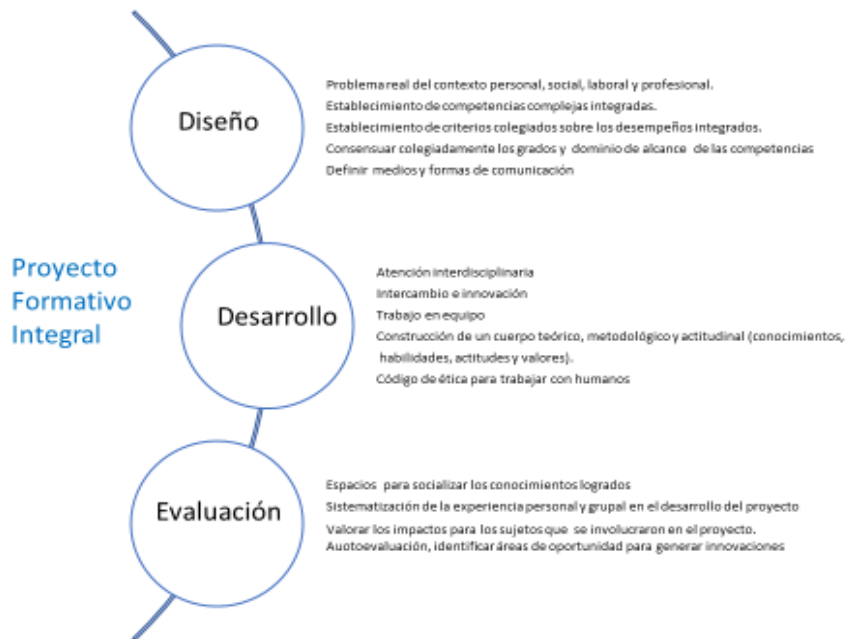 Diseño
Problema real del contexto personal, social, laboral y profesional.
Establecimiento de competencias complejas integradas.
Establecimiento de criterios colegiados sobre los desempeños integrados.
Consensuar colegiadamente los grados y dominio de alcance de las competencias
Definir medios y formas de comunicación
Proyecto
Formativo
Integral
Desarrollo
Atención interdisciplinaria
Intercambio e innovación
Trabajo en equipo
Construcción de un cuerpo teórico, metodológico y actitudinal (conocimientos,
habilidades, actitudes y valores).
Código de ética para trabajar con humanos
Evaluación
Espacios para socializar los conocimientos logrados
Sistematización de la experiencia personal y grupal en el desarrollo del proyecto
Valorar los impactos para los sujetos que se involucraron en el proyecto.
Auotoevaluación, identificar áreas de oportunidad para generar innovaciones